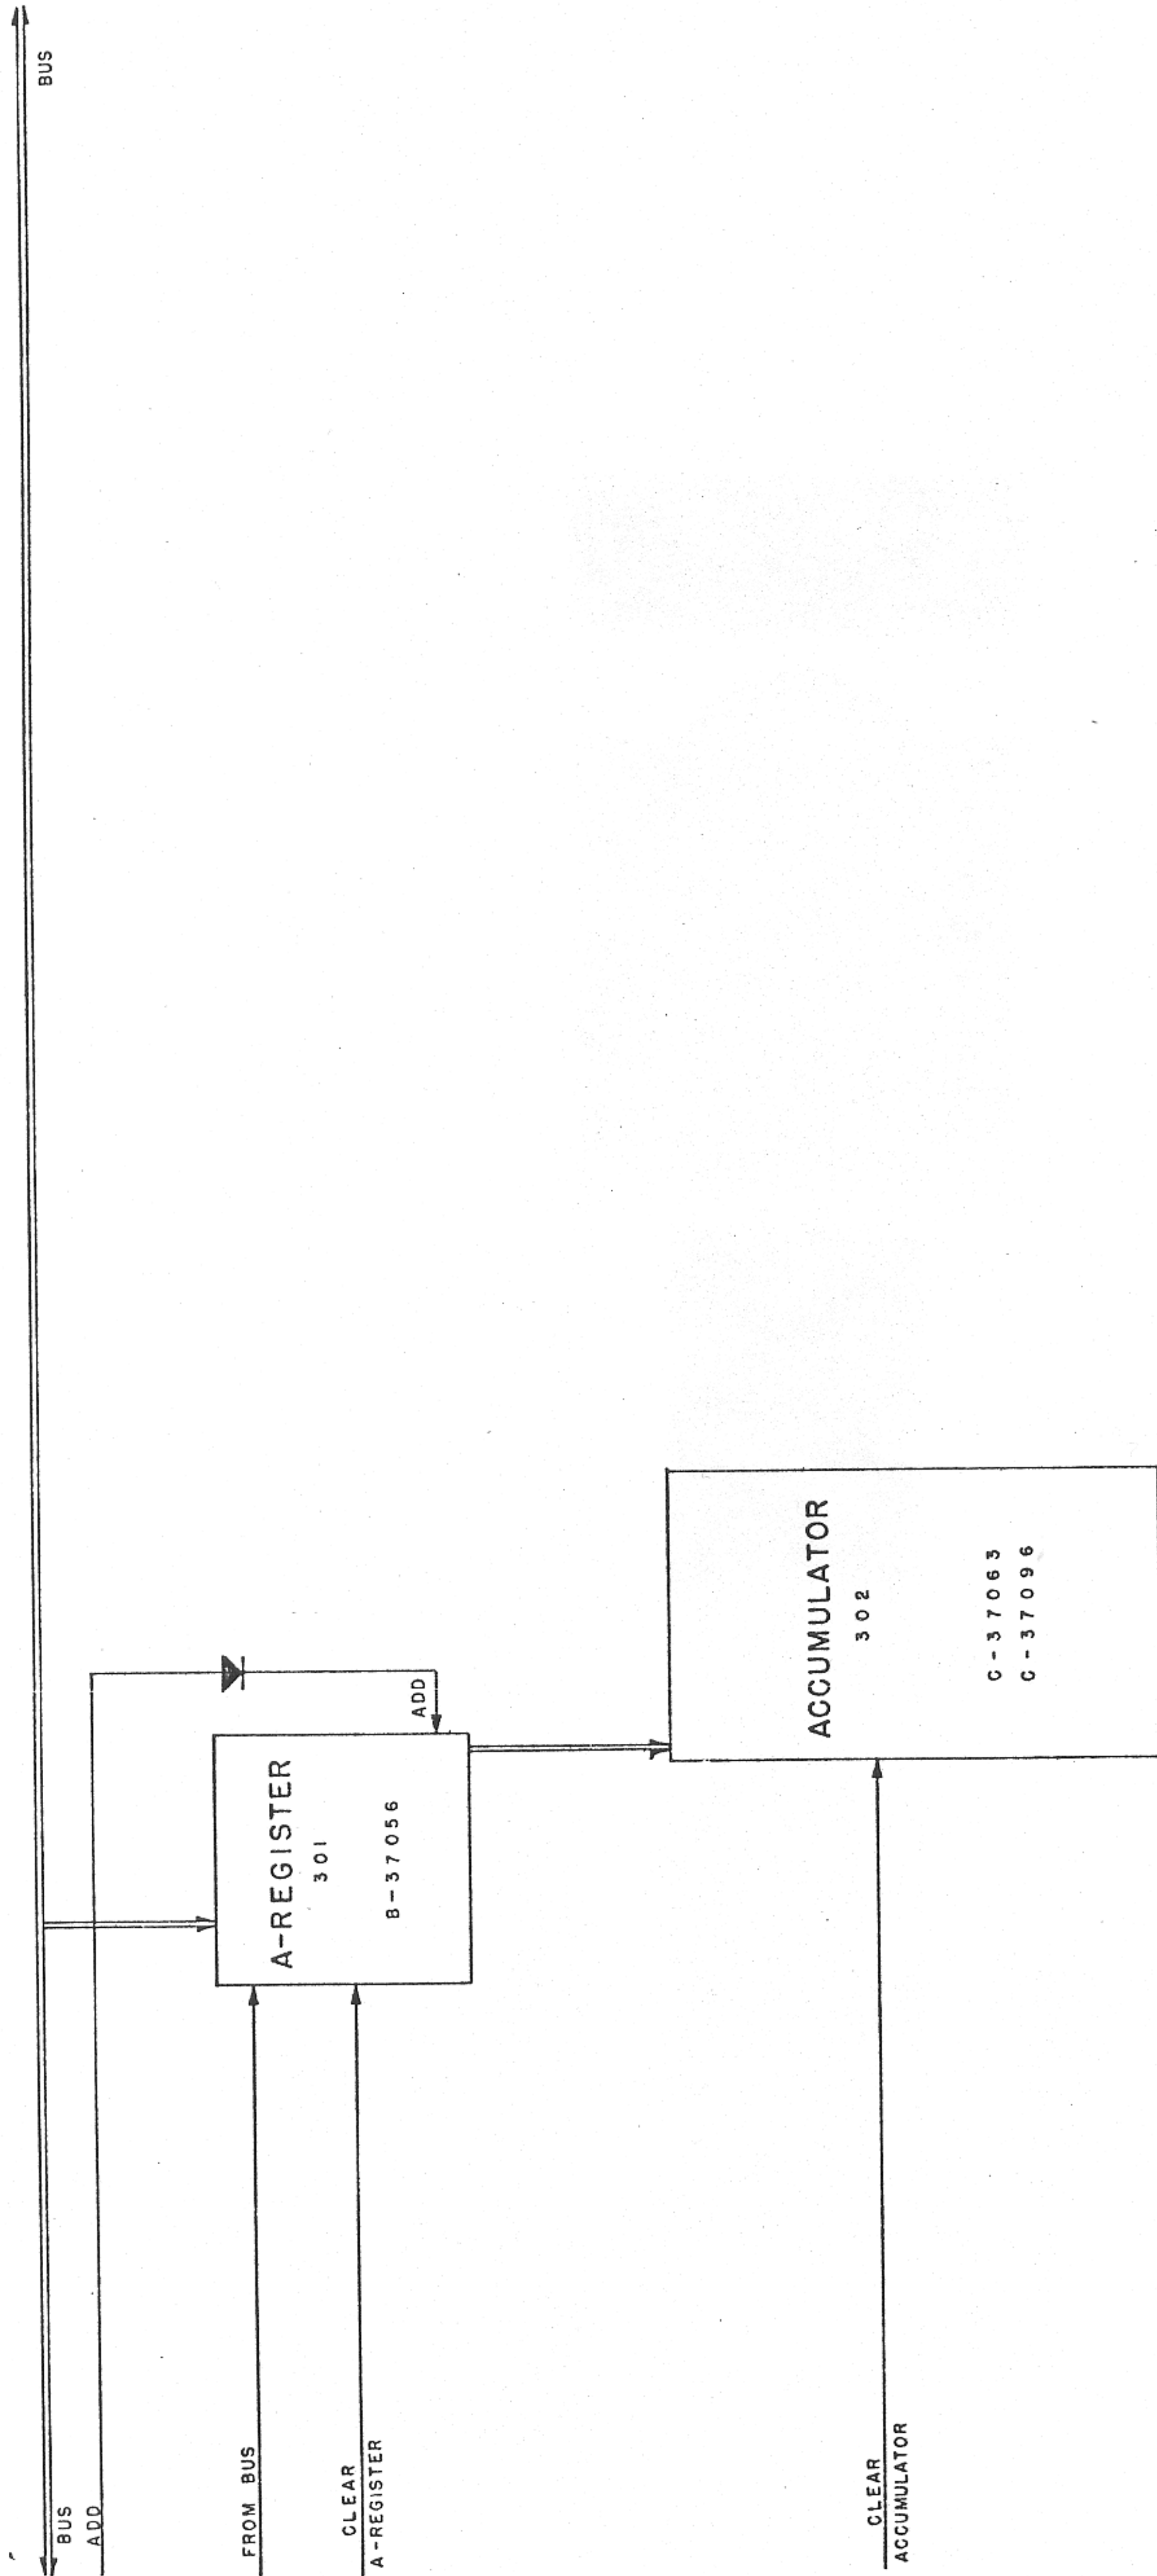 BUS
BUS
ADD
ADD
FROM BUS
A-REGISTER
301
B-37056
CLEAR
A-REGISTER
ACCUMULATOR
302
C-37063
C-37096
CLEAR
ACCUMULATOR